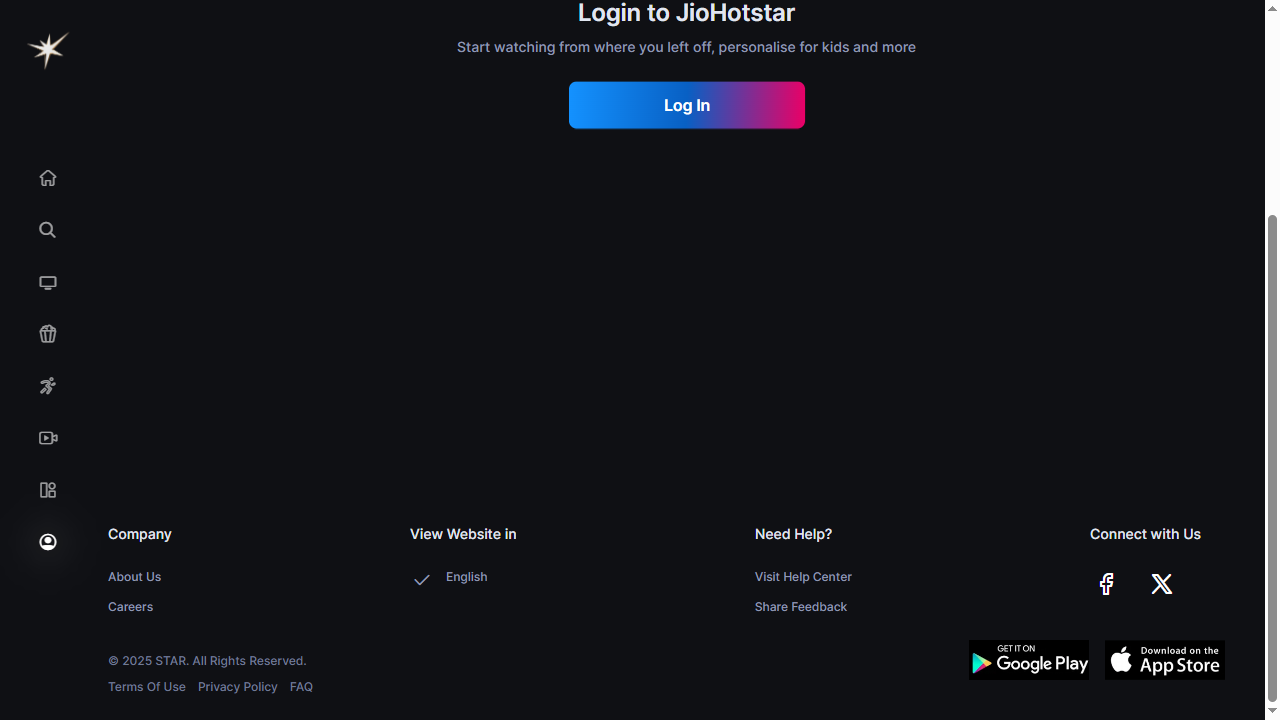 Login to JioHotstar
Start watching from where you left off, personalise for kids and more
Log In
Company
About Us
Careers
View Website in
English
Need Help?
Visit Help Center
Share Feedback
Connect with Us
© 2025 STAR. All Rights Reserved.
Terms Of Use Privacy Policy FAQ
GET IT ON
Google Play
Download on the
App Store